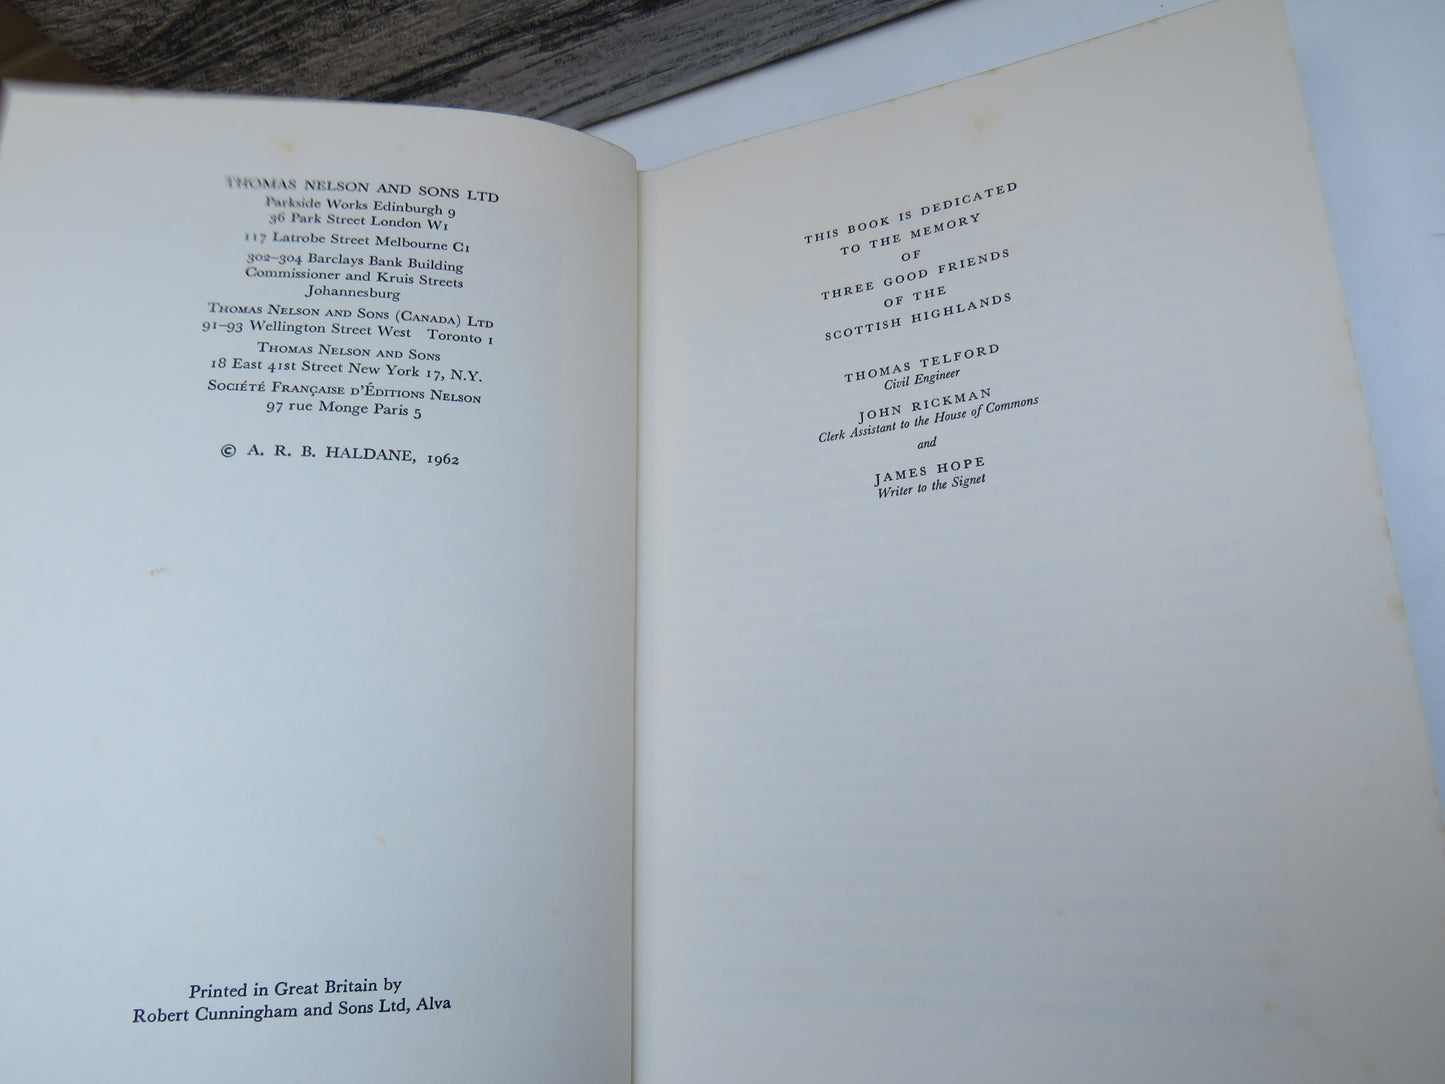 THOMAS NELSON AND SONS LTD
Parkside Works Edinburgh 9
36 Park Street London W1
117 Latrobe Street Melbourne C1
302–304 Barclays Bank Building
Commissioner and Kruis Streets
Johannesburg
THOMAS NELSON AND SONS (CANADA) LTD
91–93 Wellington Street West Toronto 1
THOMAS NELSON AND SONS
18 East 41st Street New York 17, N.Y.
SOCIÉTÉ FRANÇAISE D'ÉDITIONS NELSON
97 rue Monge Paris 5
© A. R. B. HALDANE, 1962
Printed in Great Britain by
Robert Cunningham and Sons Ltd, Alva
THIS BOOK IS DEDICATED
TO THE MEMORY
OF
THREE GOOD FRIENDS
OF THE
SCOTTISH HIGHLANDS
THOMAS TELFORD
Civil Engineer
JOHN RICKMAN
Clerk Assistant to the House of Commons
and
JAMES HOPE
Writer to the Signet